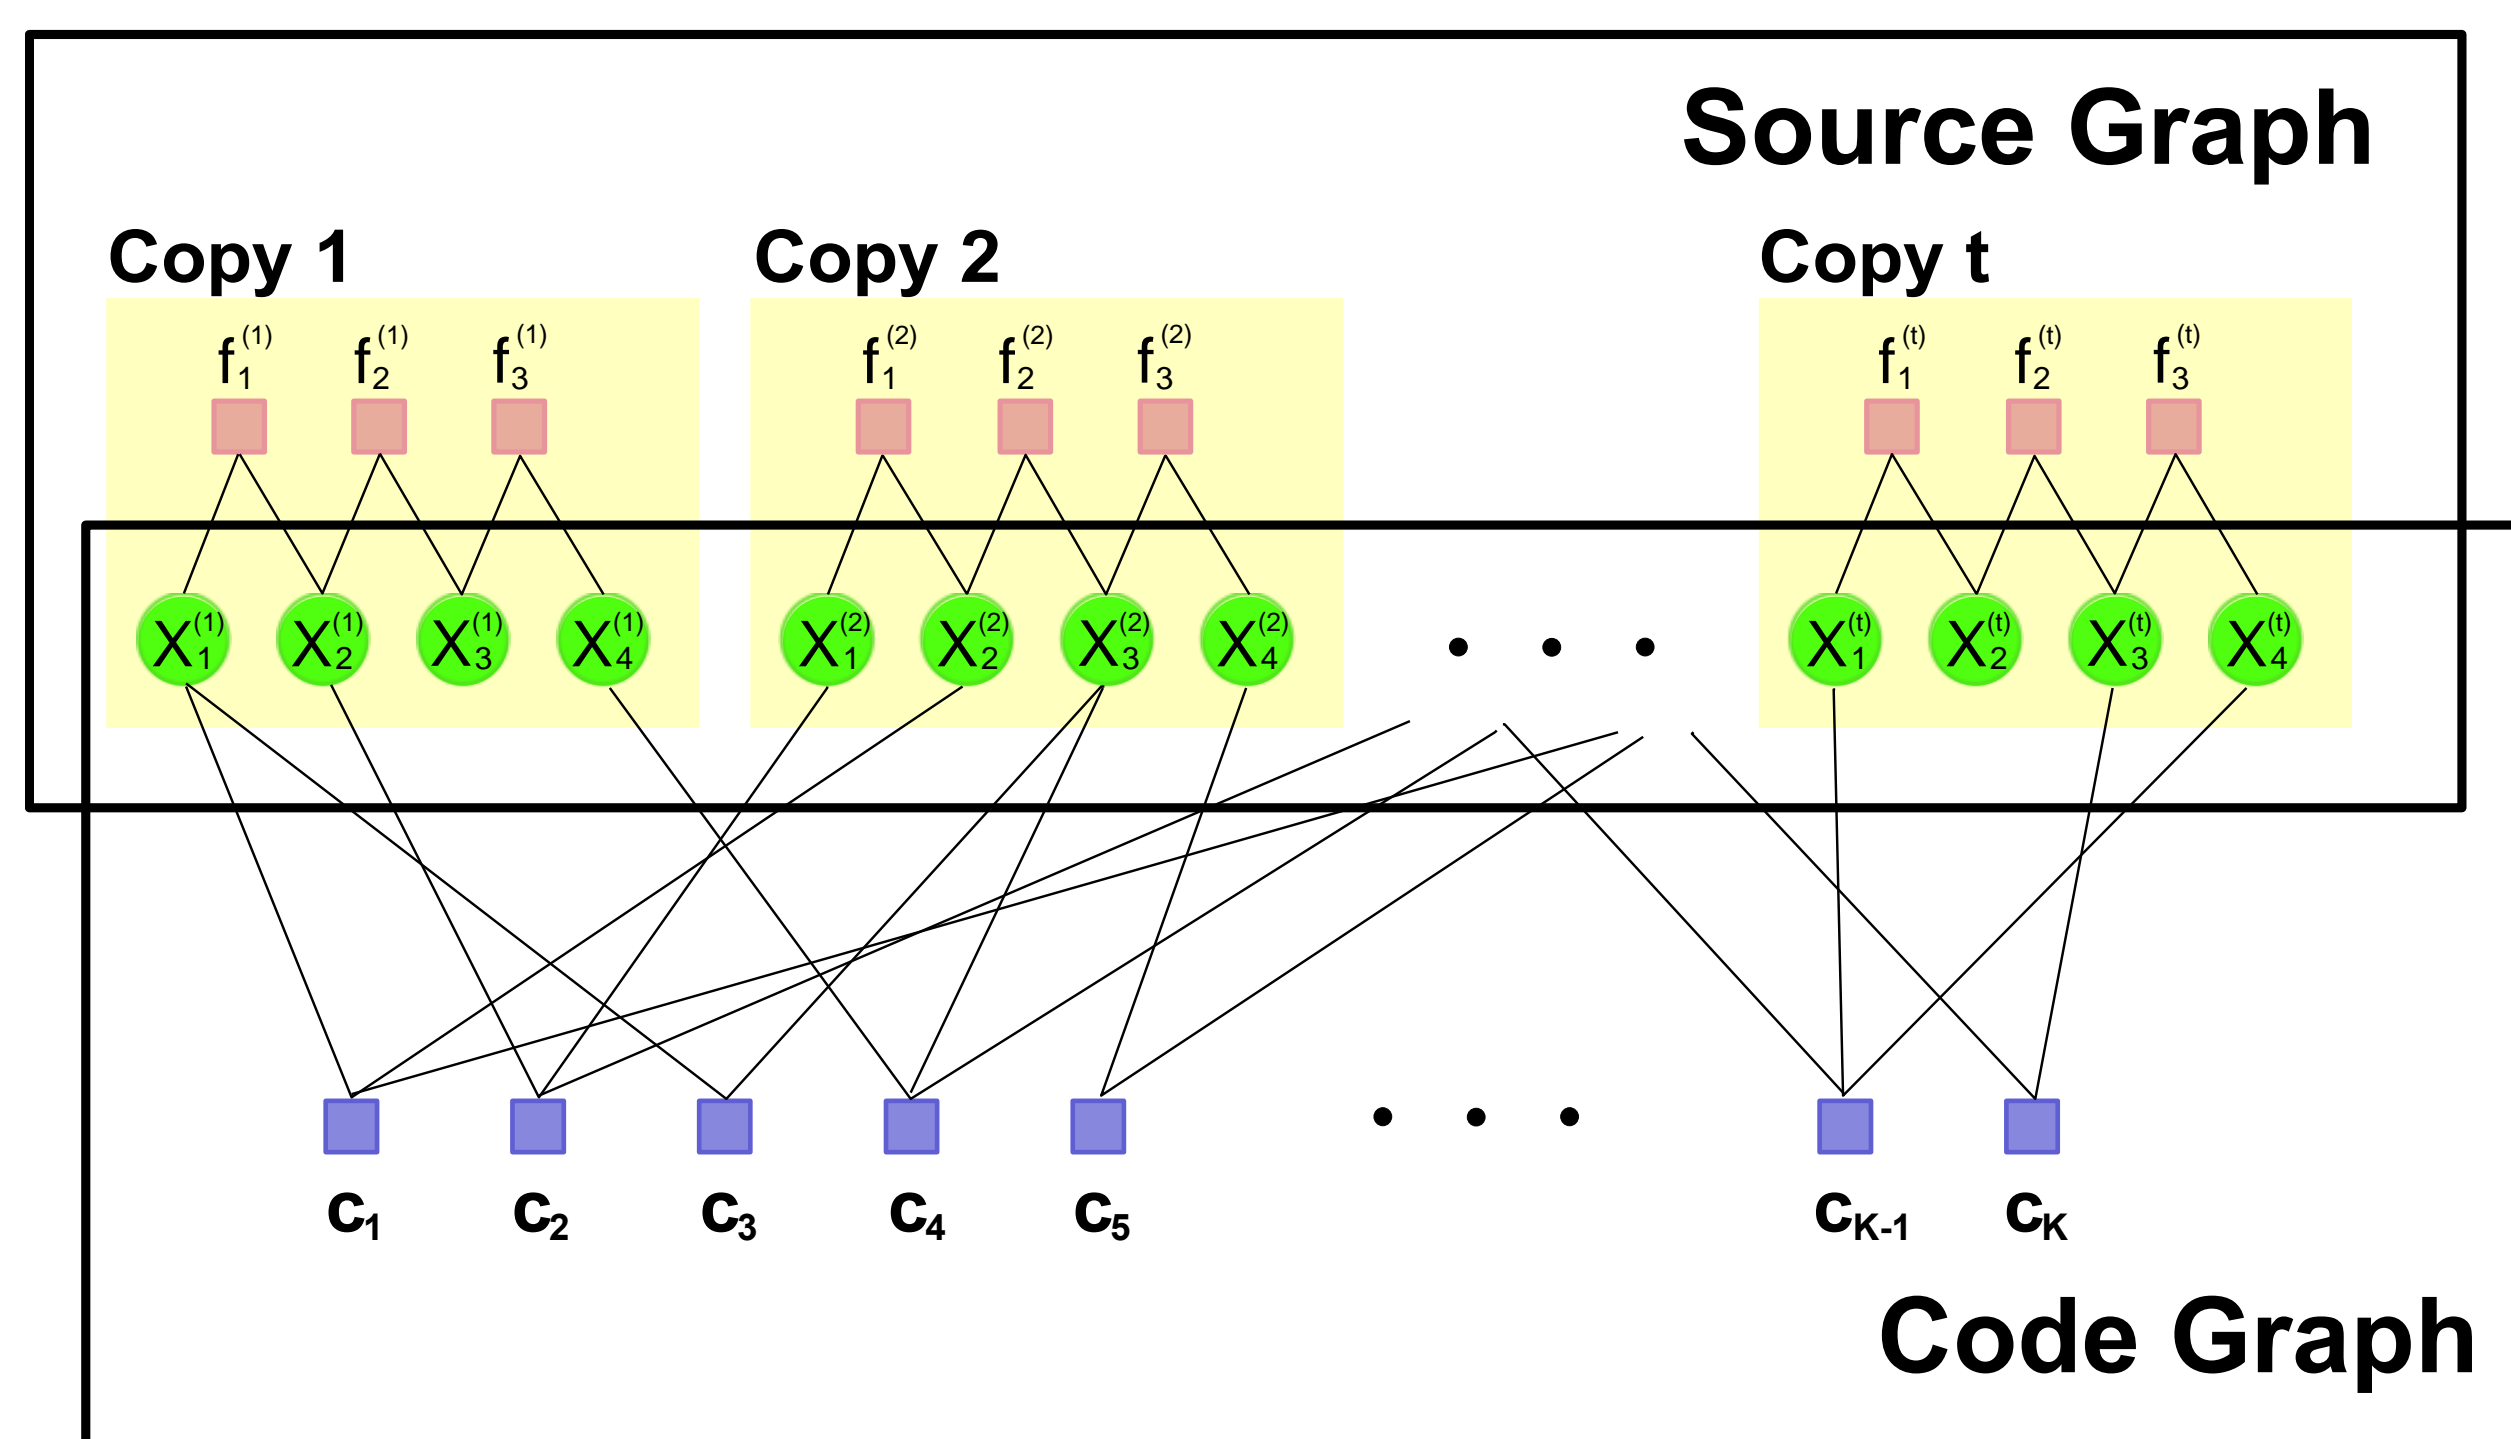 Source Graph
Copy 1 Copy 2 Copy t
f₁⁽¹⁾ f₂⁽¹⁾ f₃⁽¹⁾ f₁⁽²⁾ f₂⁽²⁾ f₃⁽²⁾ f₁⁽ᵗ⁾ f₂⁽ᵗ⁾ f₃⁽ᵗ⁾
X₁⁽¹⁾ X₂⁽¹⁾ X₃⁽¹⁾ X₄⁽¹⁾ X₁⁽²⁾ X₂⁽²⁾ X₃⁽²⁾ X₄⁽²⁾ . . . X₁⁽ᵗ⁾ X₂⁽ᵗ⁾ X₃⁽ᵗ⁾ X₄⁽ᵗ⁾
. . .
c₁ c₂ c₃ c₄ c₅ c_K-1 c_K
Code Graph